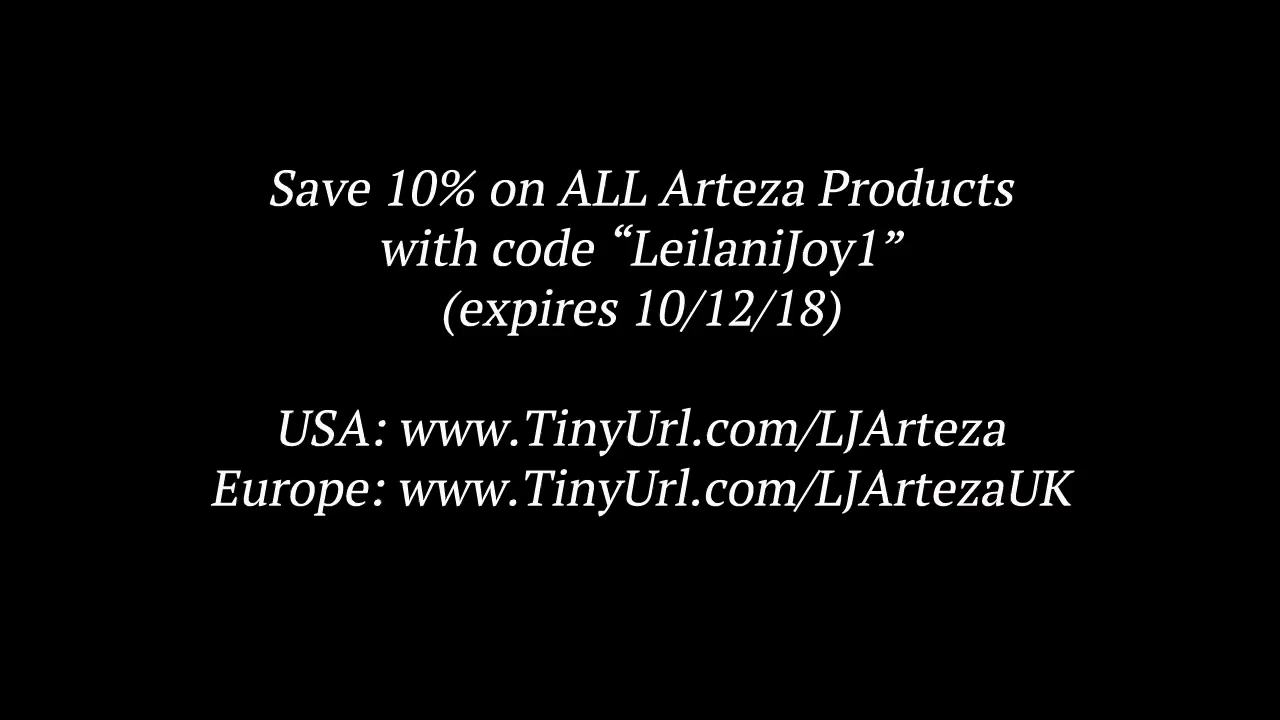 Save 10% on ALL Arteza Products
with code “LeilaniJoy1”
(expires 10/12/18)
USA: www.TinyUrl.com/LJArteza
Europe: www.TinyUrl.com/LJArtezaUK